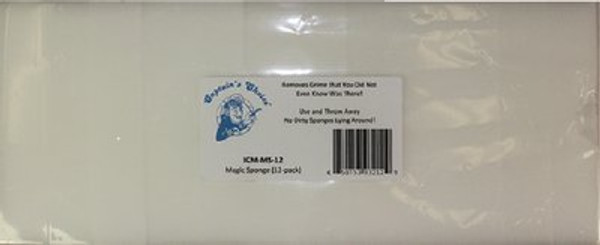 Captain's Choice
Removes Grime That You Did Not
Even Know Was There!
Use and Throw Away
No Dirty Sponges Lying Around!
ICM-MS-12
Magic Sponge (12-pack)